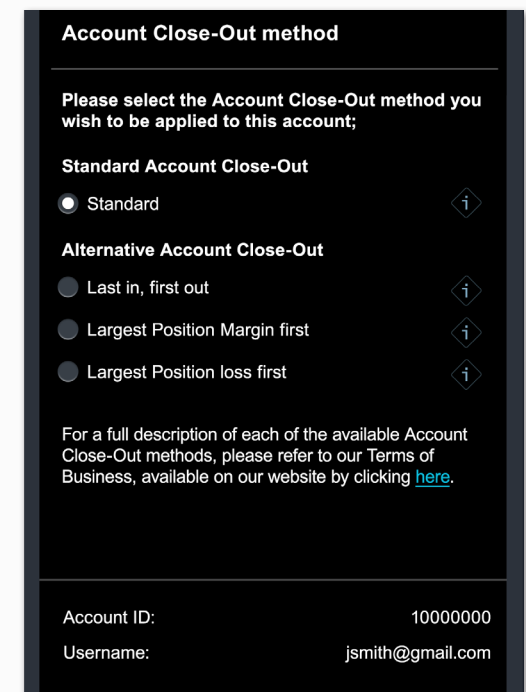 Account Close-Out method
Please select the Account Close-Out method you
wish to be applied to this account;
Standard Account Close-Out
Standard
i
Alternative Account Close-Out
Last in, first out
i
Largest Position Margin first
i
Largest Position loss first
i
For a full description of each of the available Account
Close-Out methods, please refer to our Terms of
Business, available on our website by clicking here.
Account ID: 10000000
Username: jsmith@gmail.com